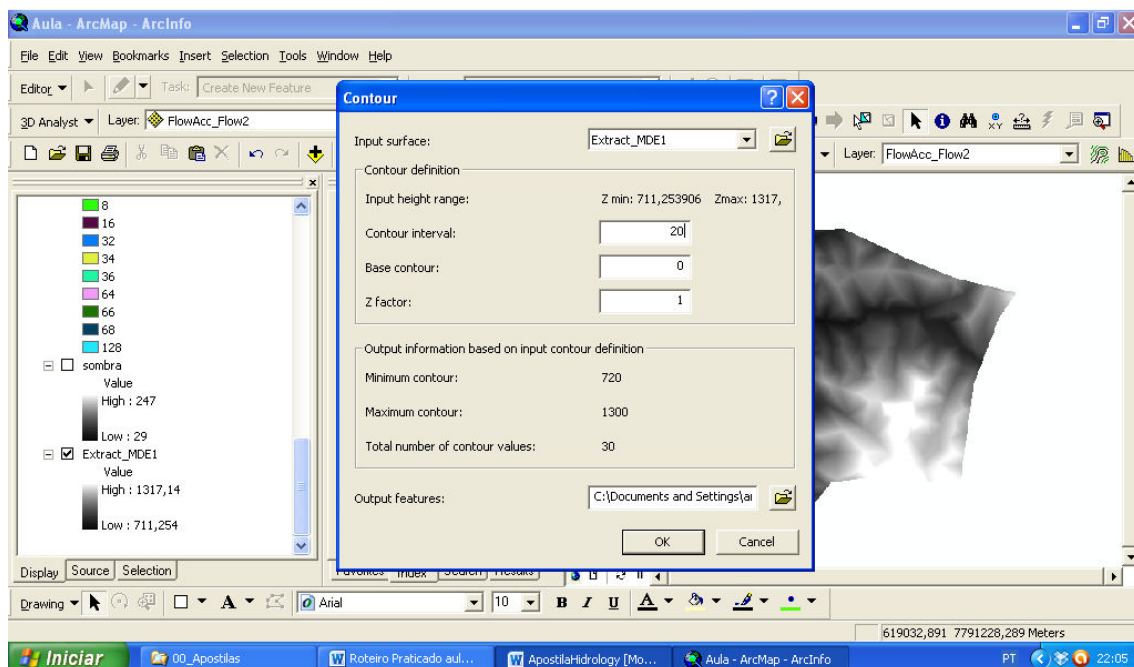 Aula - ArcMap - ArcInfo
File Edit View Bookmarks Insert Selection Tools Window Help
Editor Task: Create New Feature
3D Analyst Layer: FlowAcc_Flow2
Layer: FlowAcc_Flow2
8
16
32
34
36
64
66
68
128
sombra
Value
High : 247
Low : 29
Extract_MDE1
Value
High : 1317,14
Low : 711,254
Display Source Selection
Contour
Input surface: Extract_MDE1
Contour definition
Input height range: Z min: 711,253906 Zmax: 1317,
Contour interval: 20
Base contour: 0
Z factor: 1
Output information based on input contour definition
Minimum contour: 720
Maximum contour: 1300
Total number of contour values: 30
Output features: C:\Documents and Settings\a
OK Cancel
Favorites Index Search Results
Drawing A Arial 10 B I U A
619032,891 7791228,289 Meters
Iniciar 00_Apostilas Roteiro Praticado aul... ApostilaHidrology [Mo... Aula - ArcMap - ArcInfo PT 22:05